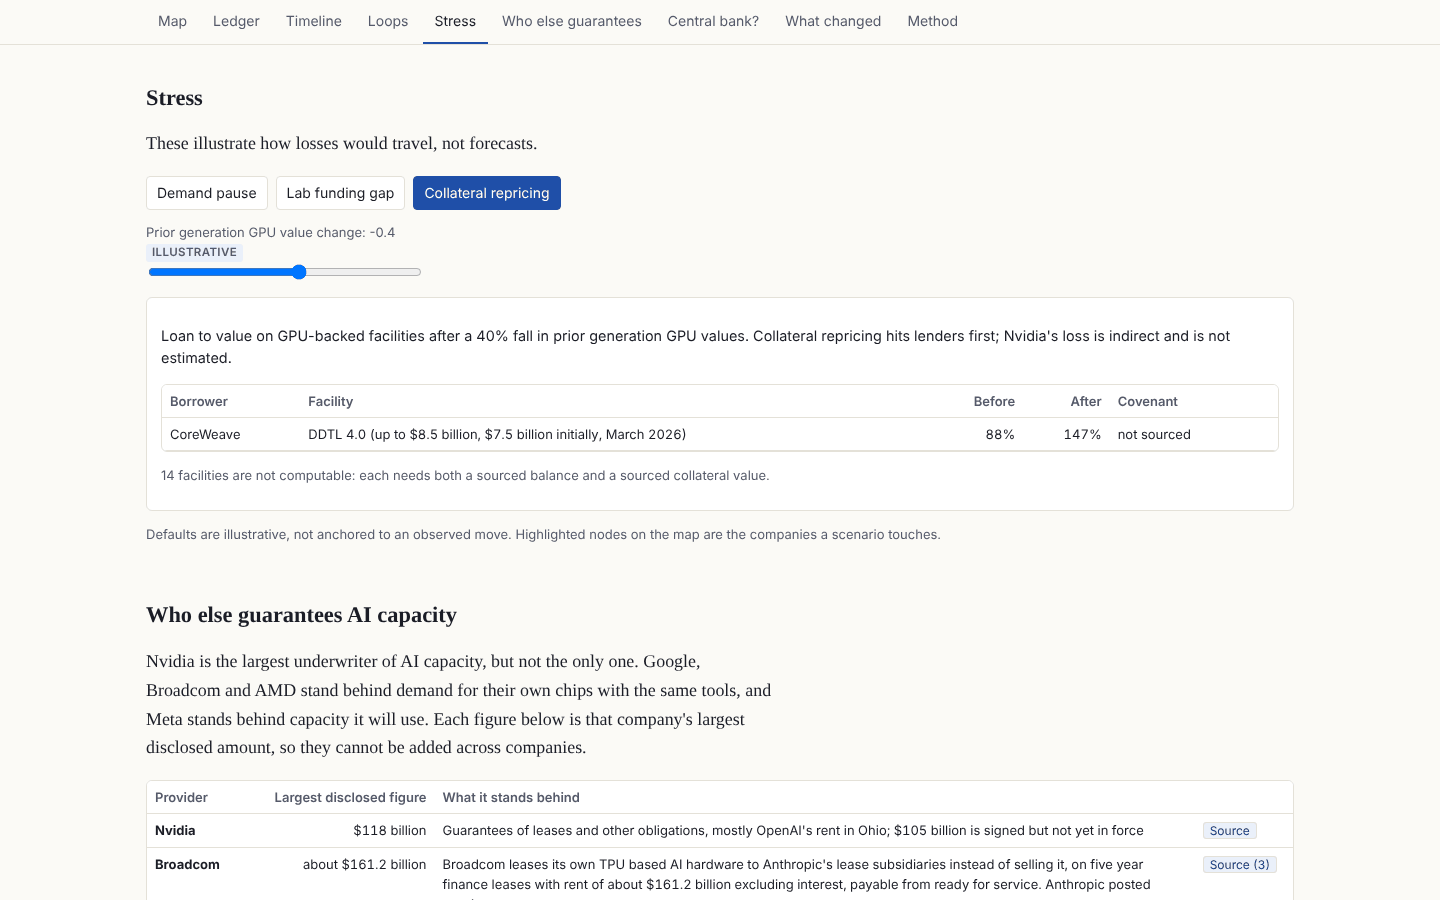 Map Ledger Timeline Loops Stress Who else guarantees Central bank? What changed Method
Stress
These illustrate how losses would travel, not forecasts.
Demand pause Lab funding gap Collateral repricing
Prior generation GPU value change: -0.4
ILLUSTRATIVE
Loan to value on GPU-backed facilities after a 40% fall in prior generation GPU values. Collateral repricing hits lenders first; Nvidia's loss is indirect and is not
estimated.
Borrower Facility Before After Covenant
CoreWeave DDTL 4.0 (up to $8.5 billion, $7.5 billion initially, March 2026) 88% 147% not sourced
14 facilities are not computable: each needs both a sourced balance and a sourced collateral value.
Defaults are illustrative, not anchored to an observed move. Highlighted nodes on the map are the companies a scenario touches.
Who else guarantees AI capacity
Nvidia is the largest underwriter of AI capacity, but not the only one. Google,
Broadcom and AMD stand behind demand for their own chips with the same tools, and
Meta stands behind capacity it will use. Each figure below is that company's largest
disclosed amount, so they cannot be added across companies.
Provider Largest disclosed figure What it stands behind
Nvidia $118 billion Guarantees of leases and other obligations, mostly OpenAI's rent in Ohio; $105 billion is signed but not yet in force Source
Broadcom about $161.2 billion Broadcom leases its own TPU based AI hardware to Anthropic's lease subsidiaries instead of selling it, on five year Source (3)
finance leases with rent of about $161.2 billion excluding interest, payable from ready for service. Anthropic posted